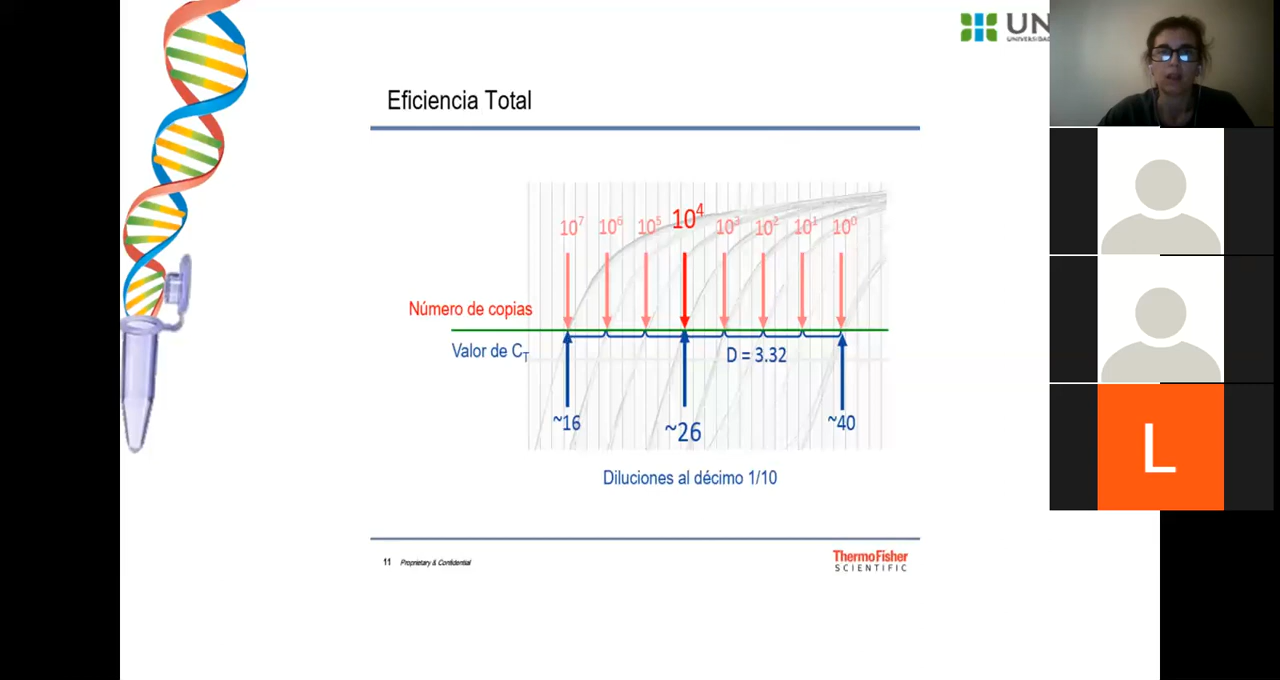 UN
Eficiencia Total
10⁷ 10⁶ 10⁵ 10⁴ 10³ 10² 10¹ 10⁰
Número de copias
Valor de C_T
D = 3.32
~16 ~26 ~40
Diluciones al décimo 1/10
11 Proprietary & Confidential
ThermoFisher
SCIENTIFIC
L